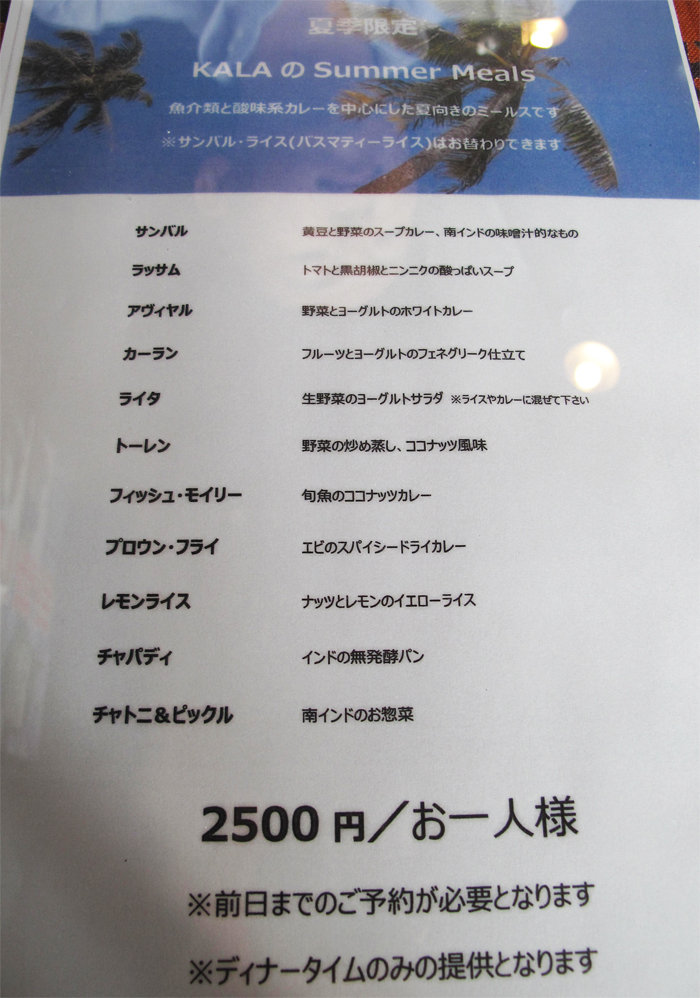 夏季限定
KALAのSummer Meals
魚介類と酸味系カレーを中心にした夏向きのミールスです
※サンバル・ライス(バスマティーライス)はお替わりできます
サンバル 黄豆と野菜のスープカレー、南インドの味噌汁的なもの
ラッサム トマトと黒胡椒とニンニクの酸っぱいスープ
アヴィヤル 野菜とヨーグルトのホワイトカレー
カーラン フルーツとヨーグルトのフェネグリーク仕立て
ライタ 生野菜のヨーグルトサラダ ※ライスやカレーに混ぜて下さい
トーレン 野菜の炒め蒸し、ココナッツ風味
フィッシュ・モイリー 旬魚のココナッツカレー
プロウン・フライ エビのスパイシードライカレー
レモンライス ナッツとレモンのイエローライス
チャパディ インドの無発酵パン
チャトニ&ピックル 南インドのお惣菜
2500円/お一人様
※前日までのご予約が必要となります
※ディナータイムのみの提供となります